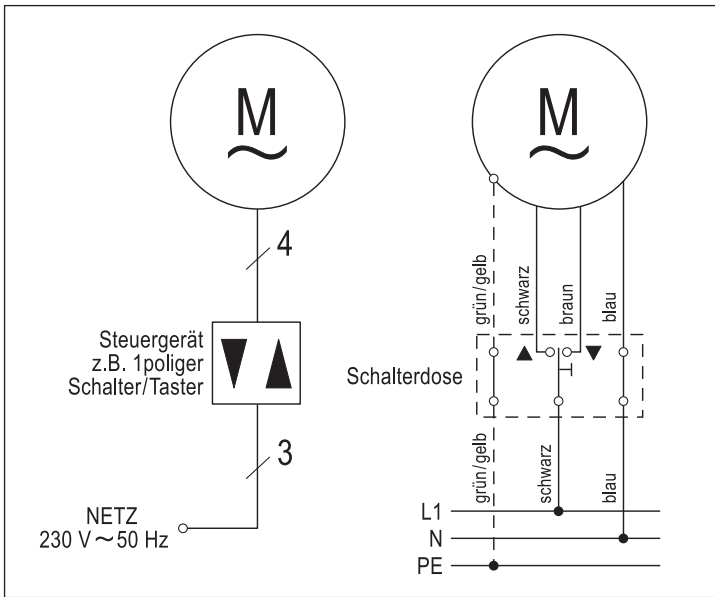 M
4
Steuergerät
z.B. 1poliger
Schalter/Taster
3
NETZ
230 V~50 Hz
M
grün/gelb
schwarz
braun
blau
Schalterdose
grün/gelb
schwarz
blau
L1
N
PE